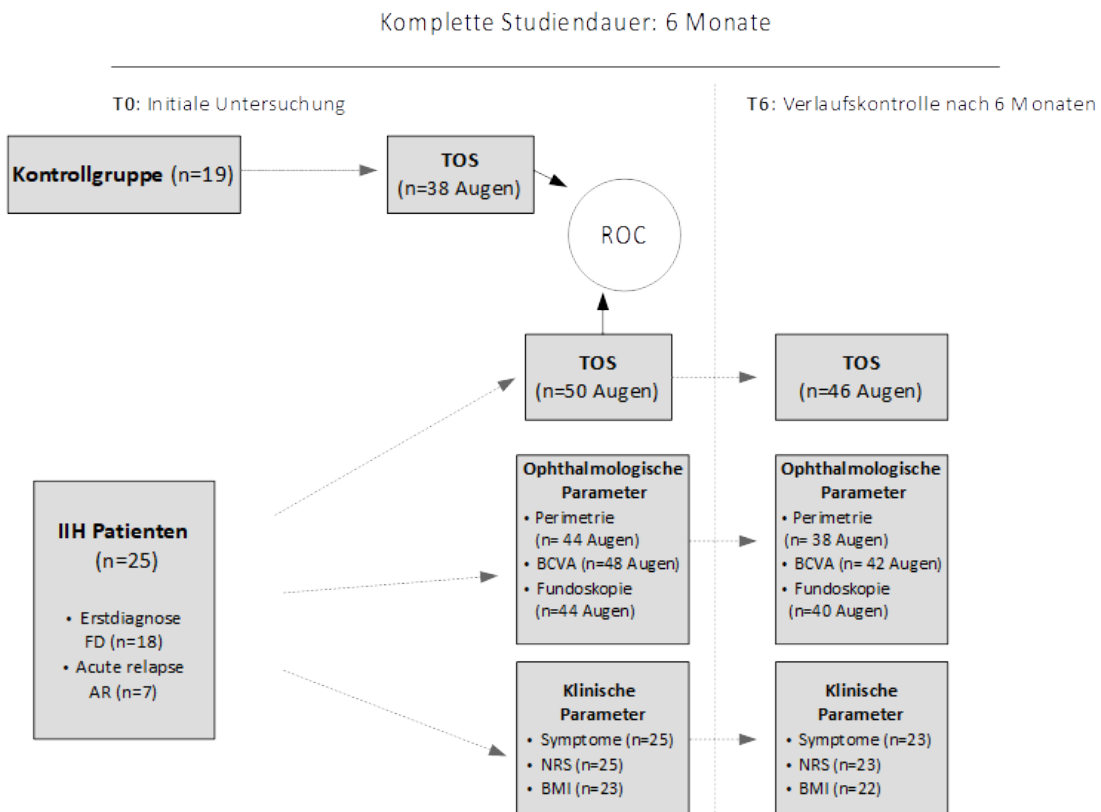 Komplette Studiendauer: 6 Monate
T0: Initiale Untersuchung
T6: Verlaufskontrolle nach 6 Monaten
Kontrollgruppe (n=19)
TOS
(n=38 Augen)
ROC
TOS
(n=50 Augen)
TOS
(n=46 Augen)
IIH Patienten
(n=25)
• Erstdiagnose
FD (n=18)
• Acute relapse
AR (n=7)
Ophthalmologische
Parameter
• Perimetrie
(n= 44 Augen)
• BCVA (n=48 Augen)
• Fundoskopie
(n=44 Augen)
Ophthalmologische
Parameter
• Perimetrie
(n= 38 Augen)
• BCVA (n= 42 Augen)
• Fundoskopie
(n=40 Augen)
Klinische
Parameter
• Symptome (n=25)
• NRS (n=25)
• BMI (n=23)
Klinische
Parameter
• Symptome (n=23)
• NRS (n=23)
• BMI (n=22)